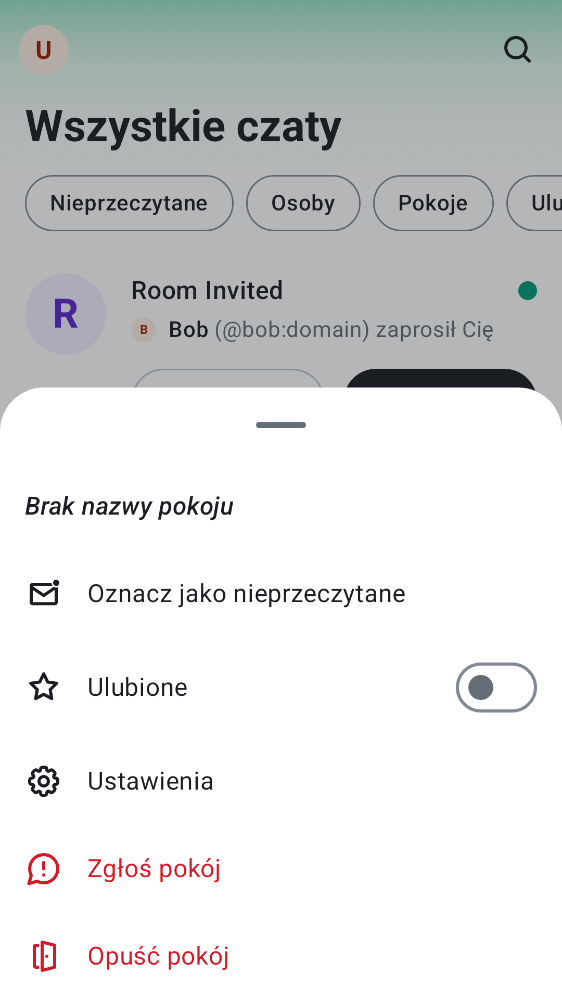 U
Wszystkie czaty
Nieprzeczytane
Osoby
Pokoje
Ulu
R
Room Invited
B
Bob (@bob:domain) zaprosił Cię
Brak nazwy pokoju
Oznacz jako nieprzeczytane
Ulubione
Ustawienia
Zgłoś pokój
Opuść pokój